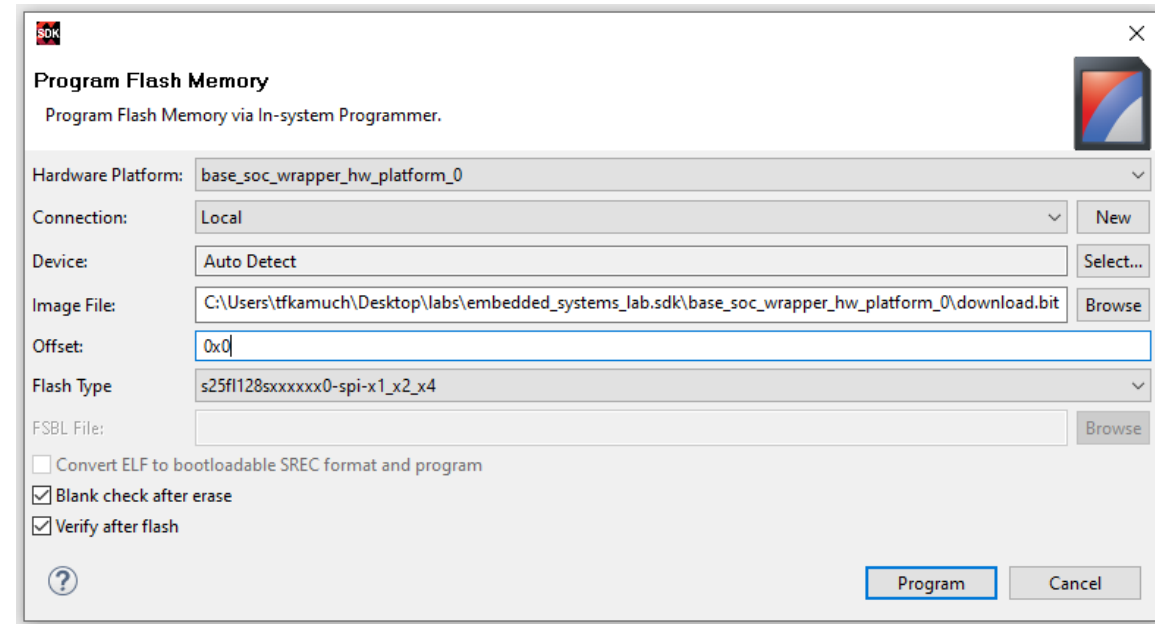 SDK
Program Flash Memory
Program Flash Memory via In-system Programmer.
Hardware Platform: base_soc_wrapper_hw_platform_0
Connection: Local New
Device: Auto Detect Select...
Image File: C:\Users\tfkamuch\Desktop\labs\embedded_systems_lab.sdk\base_soc_wrapper_hw_platform_0\download.bit Browse
Offset: 0x0
Flash Type s25fl128sxxxxxx0-spi-x1_x2_x4
FSBL File: Browse
Convert ELF to bootloadable SREC format and program
Blank check after erase
Verify after flash
? Program Cancel